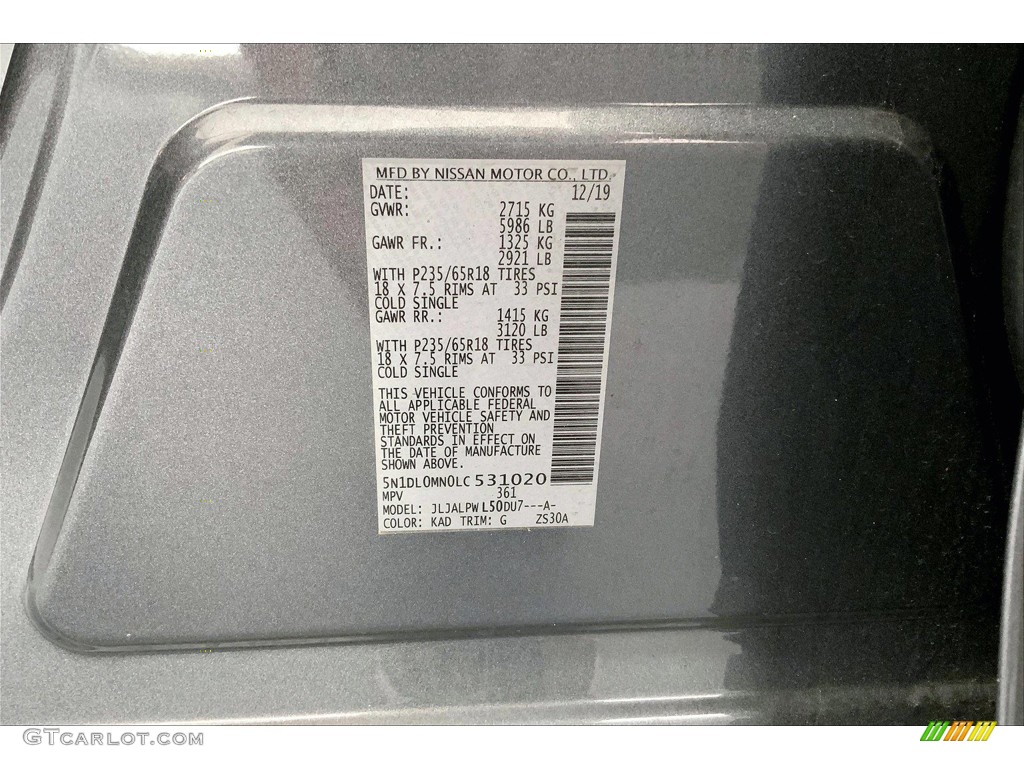 MFD BY NISSAN MOTOR CO., LTD.
DATE: 12/19
GVWR: 2715 KG
5986 LB
GAWR FR.: 1325 KG
2921 LB
WITH P235/65R18 TIRES
18 X 7.5 RIMS AT 33 PSI
COLD SINGLE
GAWR RR.: 1415 KG
3120 LB
WITH P235/65R18 TIRES
18 X 7.5 RIMS AT 33 PSI
COLD SINGLE
THIS VEHICLE CONFORMS TO
ALL APPLICABLE FEDERAL
MOTOR VEHICLE SAFETY AND
THEFT PREVENTION
STANDARDS IN EFFECT ON
THE DATE OF MANUFACTURE
SHOWN ABOVE.
5N1DL0MN0LC531020
MPV 361
MODEL: JLJALPWL50DU7---A-
COLOR: KAD TRIM: G ZS30A
GTCARLOT.COM